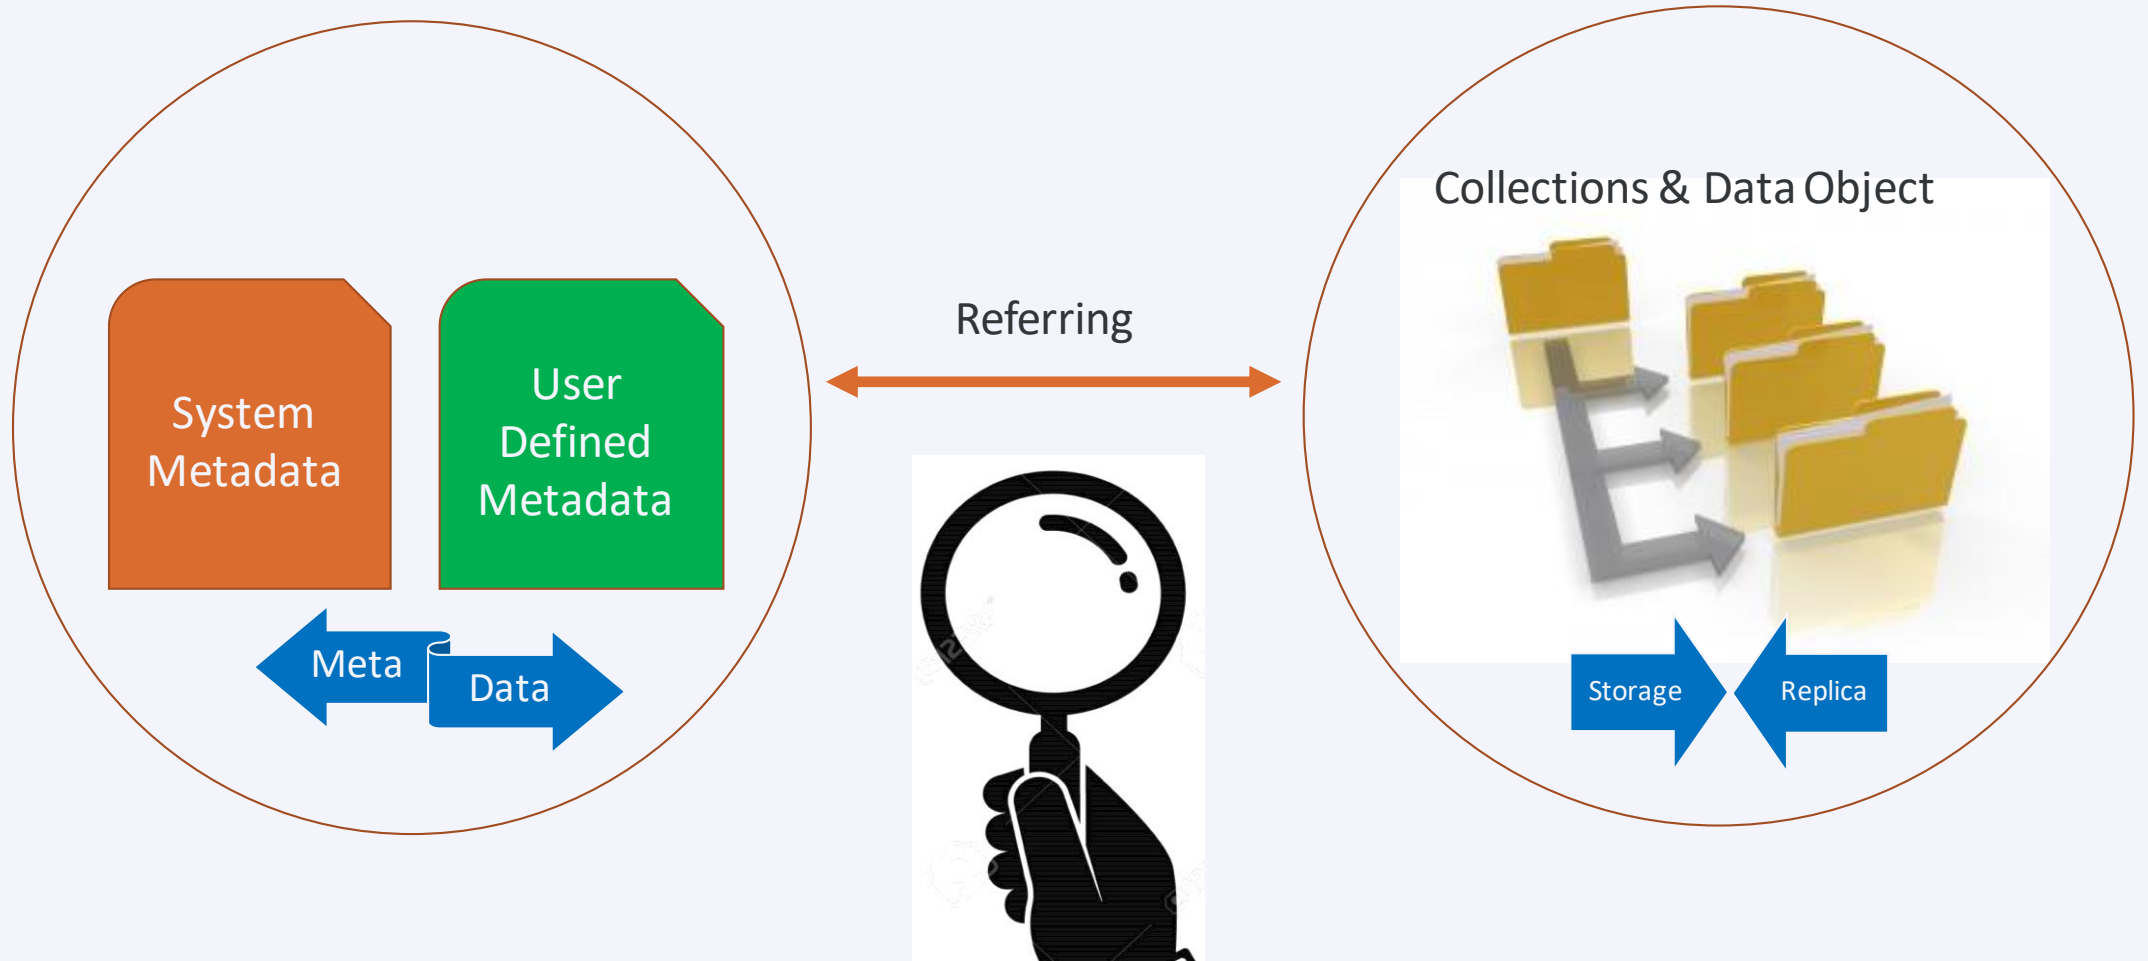 System
Metadata
User
Defined
Metadata
Meta
Data
Referring
Collections & Data Object
Storage
Replica